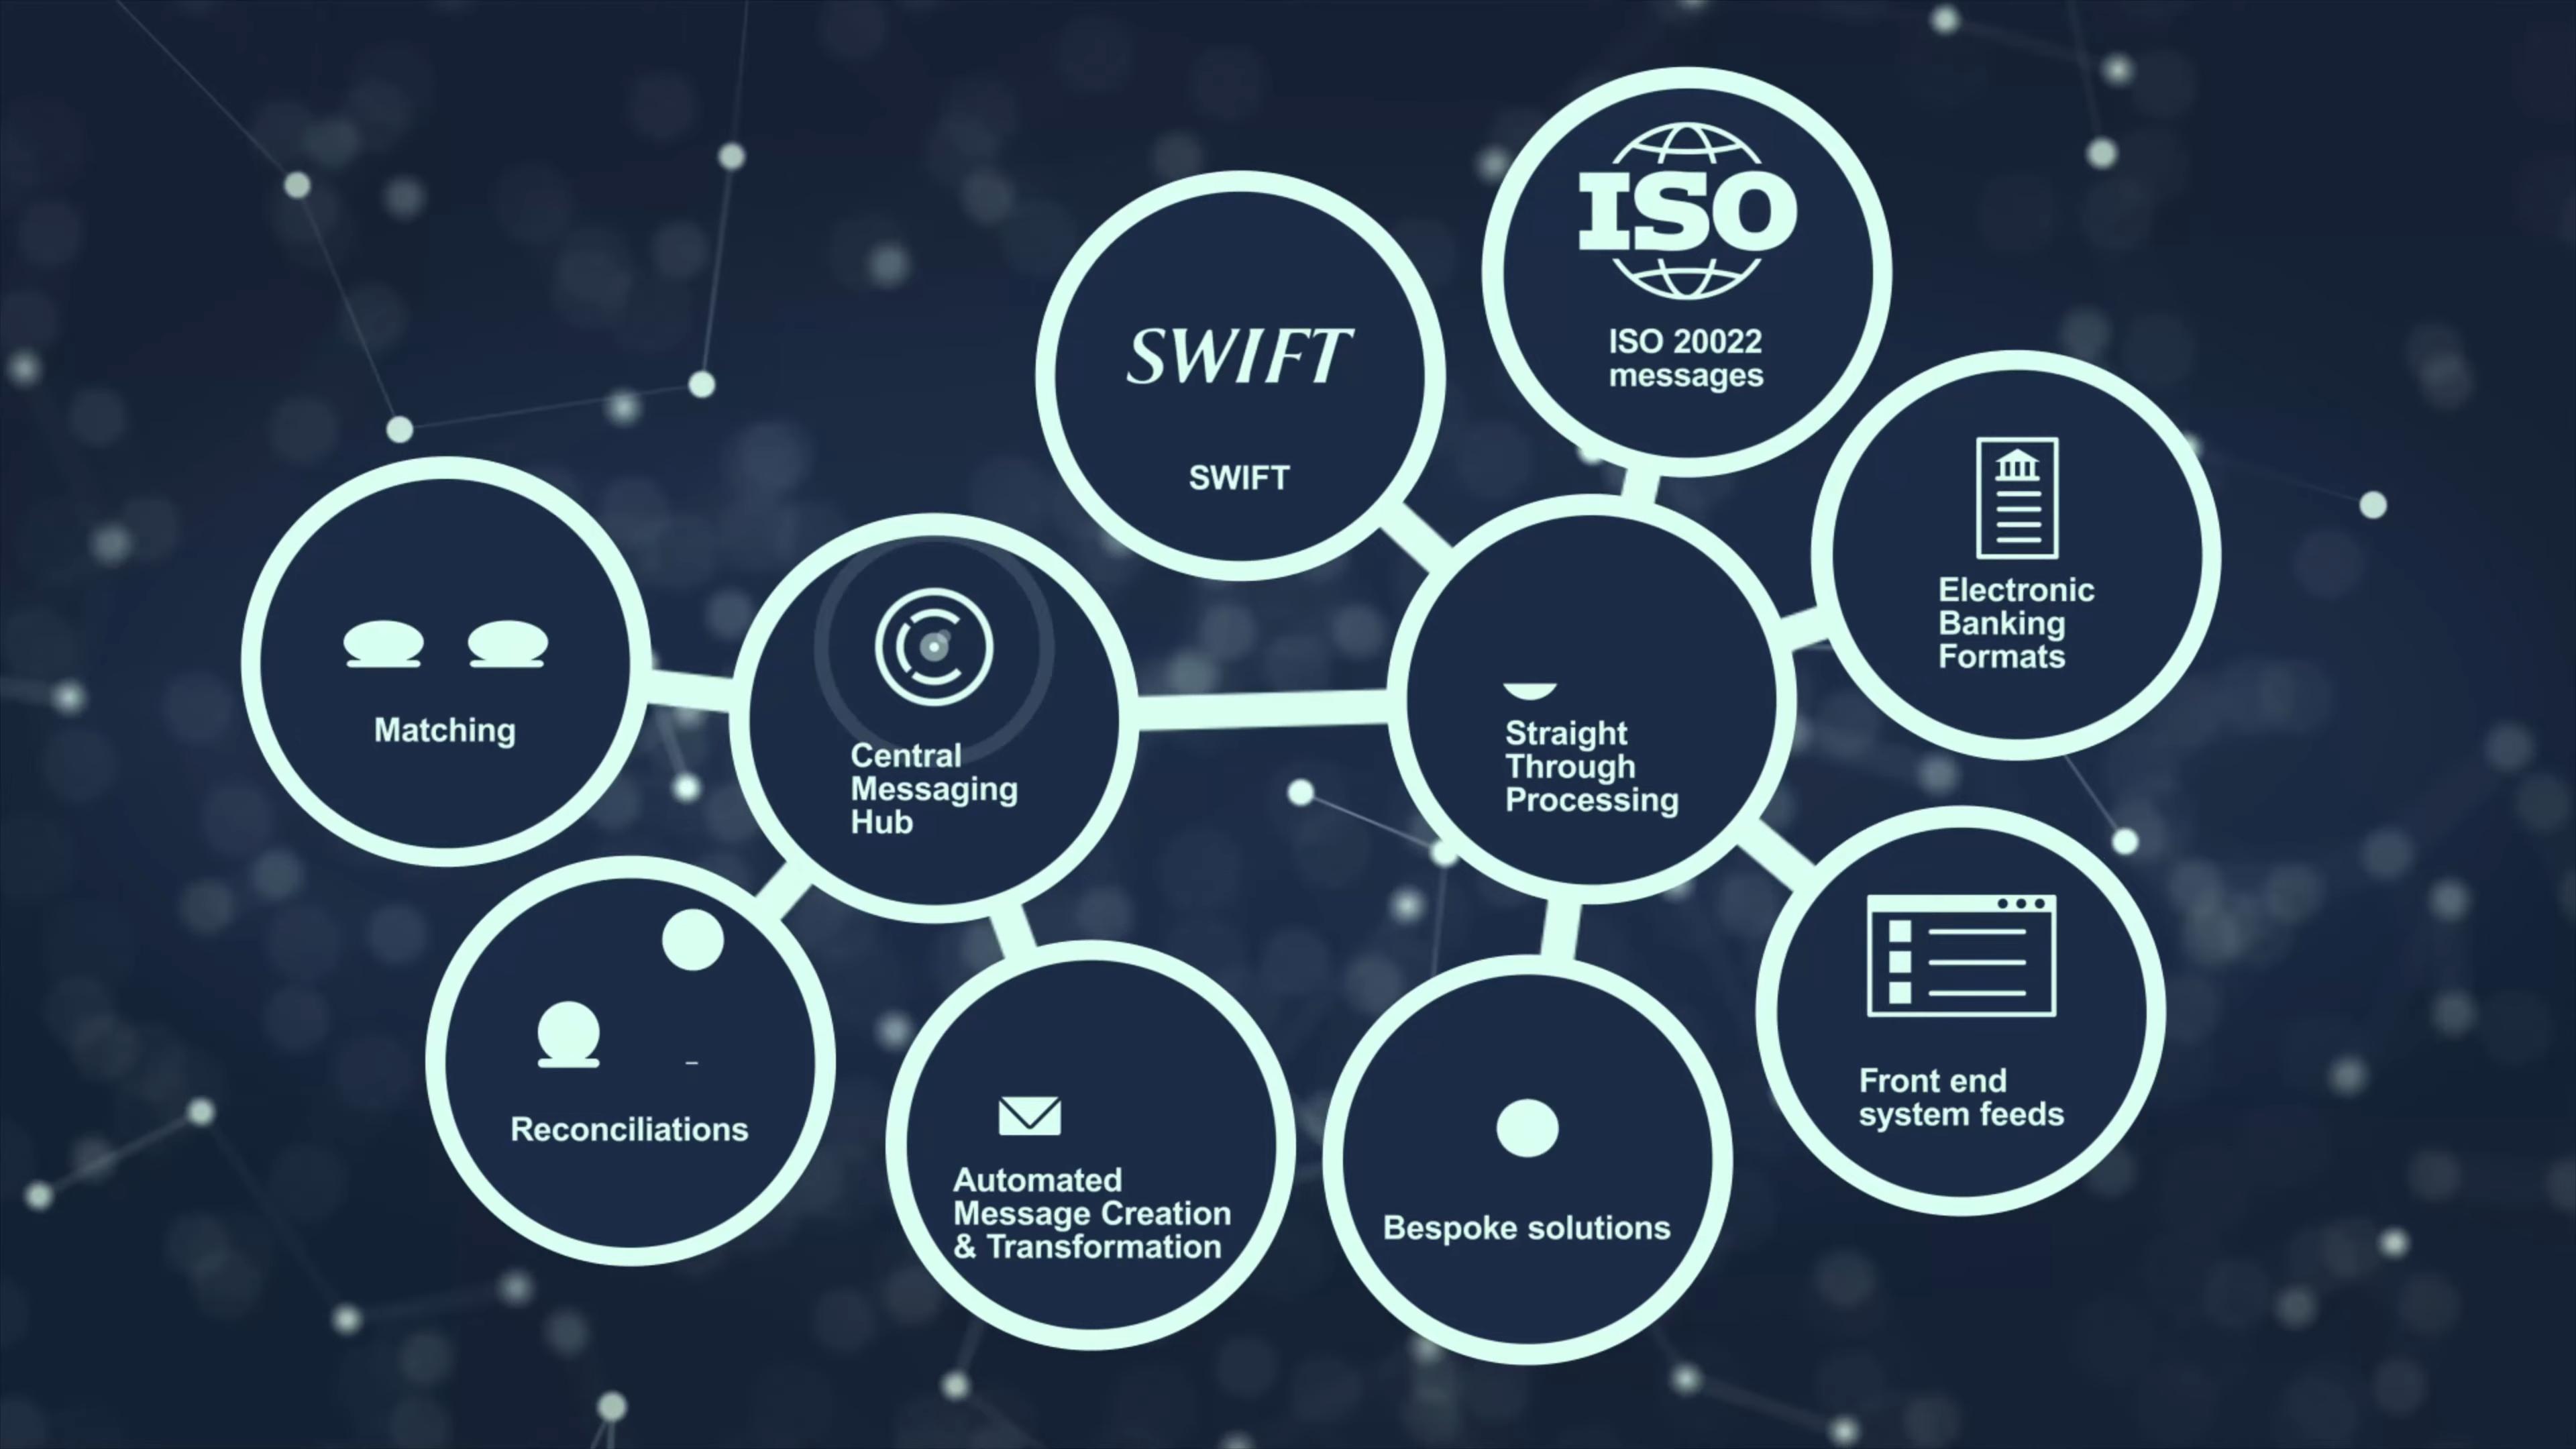 ISO
ISO 20022
messages
SWIFT
SWIFT
Electronic
Banking
Formats
Matching
Central
Messaging
Hub
Straight
Through
Processing
Reconciliations
Automated
Message Creation
& Transformation
Bespoke solutions
Front end
system feeds